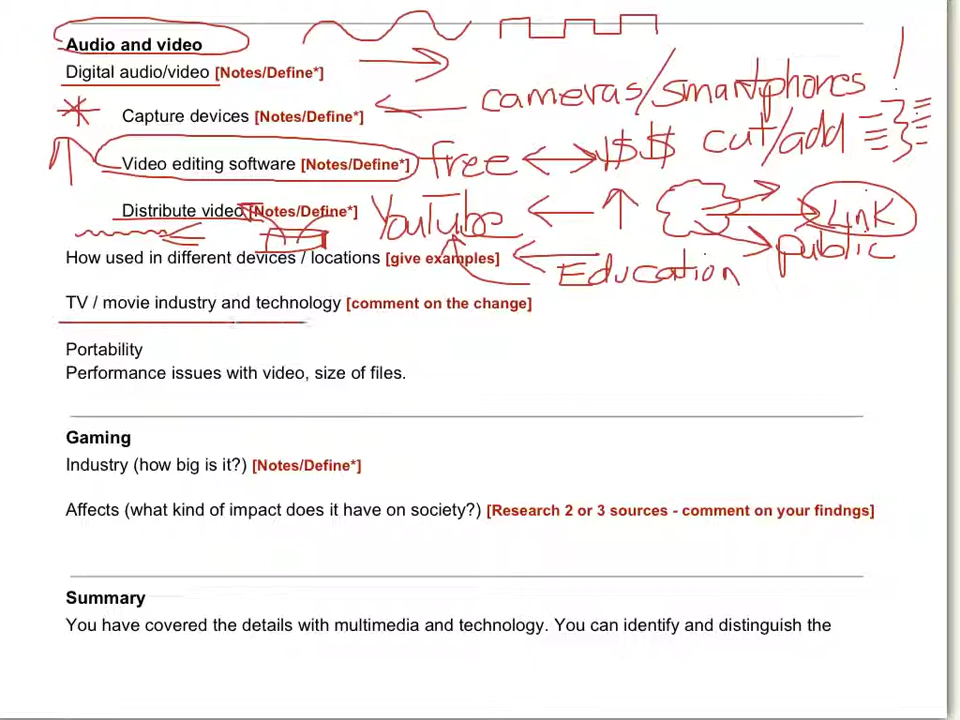 Audio and video
Digital audio/video [Notes/Define*]
cameras/smartphones !
Capture devices [Notes/Define*]
cut/add
Video editing software [Notes/Define*] free $$
Distribute video [Notes/Define*] YouTube Link
public
How used in different devices / locations [give examples]
Education
TV / movie industry and technology [comment on the change]
Portability
Performance issues with video, size of files.
Gaming
Industry (how big is it?) [Notes/Define*]
Affects (what kind of impact does it have on society?) [Research 2 or 3 sources - comment on your findngs]
Summary
You have covered the details with multimedia and technology. You can identify and distinguish the